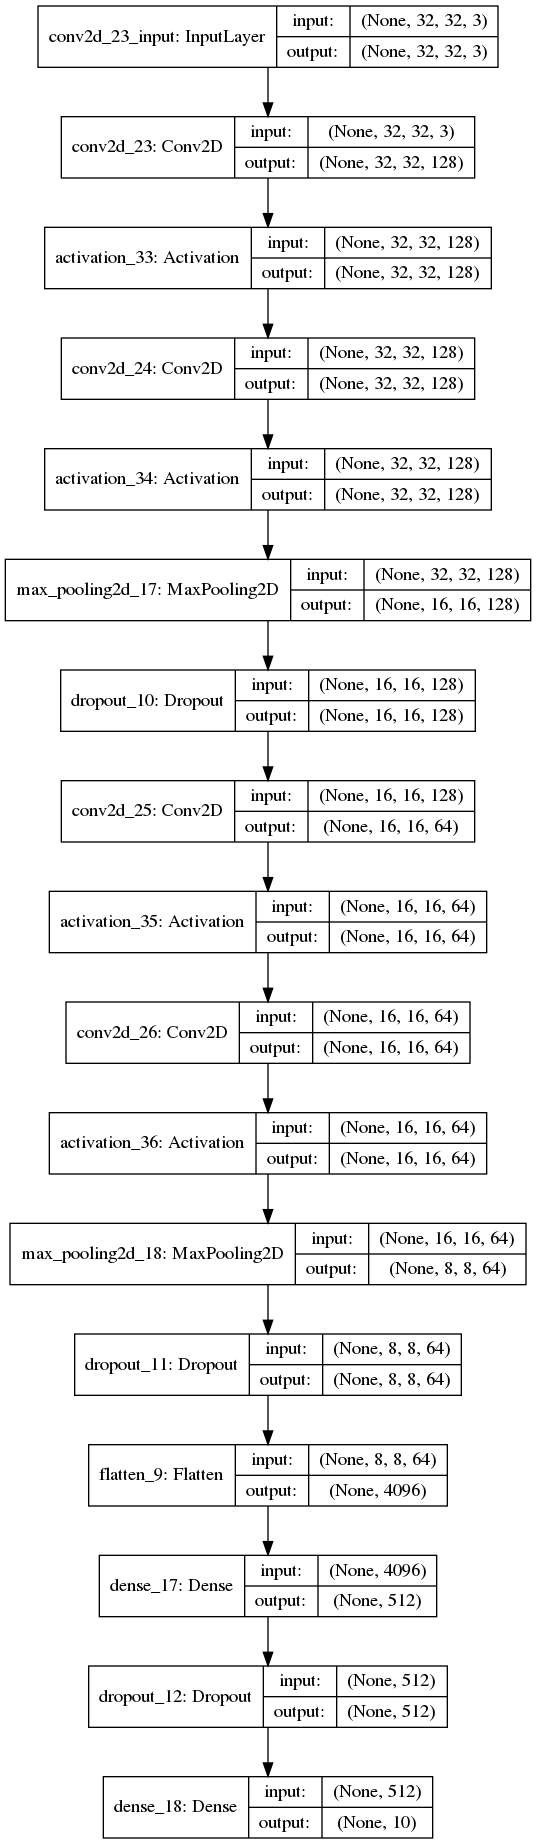 conv2d_23_input: InputLayer
input: (None, 32, 32, 3)
output: (None, 32, 32, 3)
conv2d_23: Conv2D
input: (None, 32, 32, 3)
output: (None, 32, 32, 128)
activation_33: Activation
input: (None, 32, 32, 128)
output: (None, 32, 32, 128)
conv2d_24: Conv2D
input: (None, 32, 32, 128)
output: (None, 32, 32, 128)
activation_34: Activation
input: (None, 32, 32, 128)
output: (None, 32, 32, 128)
max_pooling2d_17: MaxPooling2D
input: (None, 32, 32, 128)
output: (None, 16, 16, 128)
dropout_10: Dropout
input: (None, 16, 16, 128)
output: (None, 16, 16, 128)
conv2d_25: Conv2D
input: (None, 16, 16, 128)
output: (None, 16, 16, 64)
activation_35: Activation
input: (None, 16, 16, 64)
output: (None, 16, 16, 64)
conv2d_26: Conv2D
input: (None, 16, 16, 64)
output: (None, 16, 16, 64)
activation_36: Activation
input: (None, 16, 16, 64)
output: (None, 16, 16, 64)
max_pooling2d_18: MaxPooling2D
input: (None, 16, 16, 64)
output: (None, 8, 8, 64)
dropout_11: Dropout
input: (None, 8, 8, 64)
output: (None, 8, 8, 64)
flatten_9: Flatten
input: (None, 8, 8, 64)
output: (None, 4096)
dense_17: Dense
input: (None, 4096)
output: (None, 512)
dropout_12: Dropout
input: (None, 512)
output: (None, 512)
dense_18: Dense
input: (None, 512)
output: (None, 10)